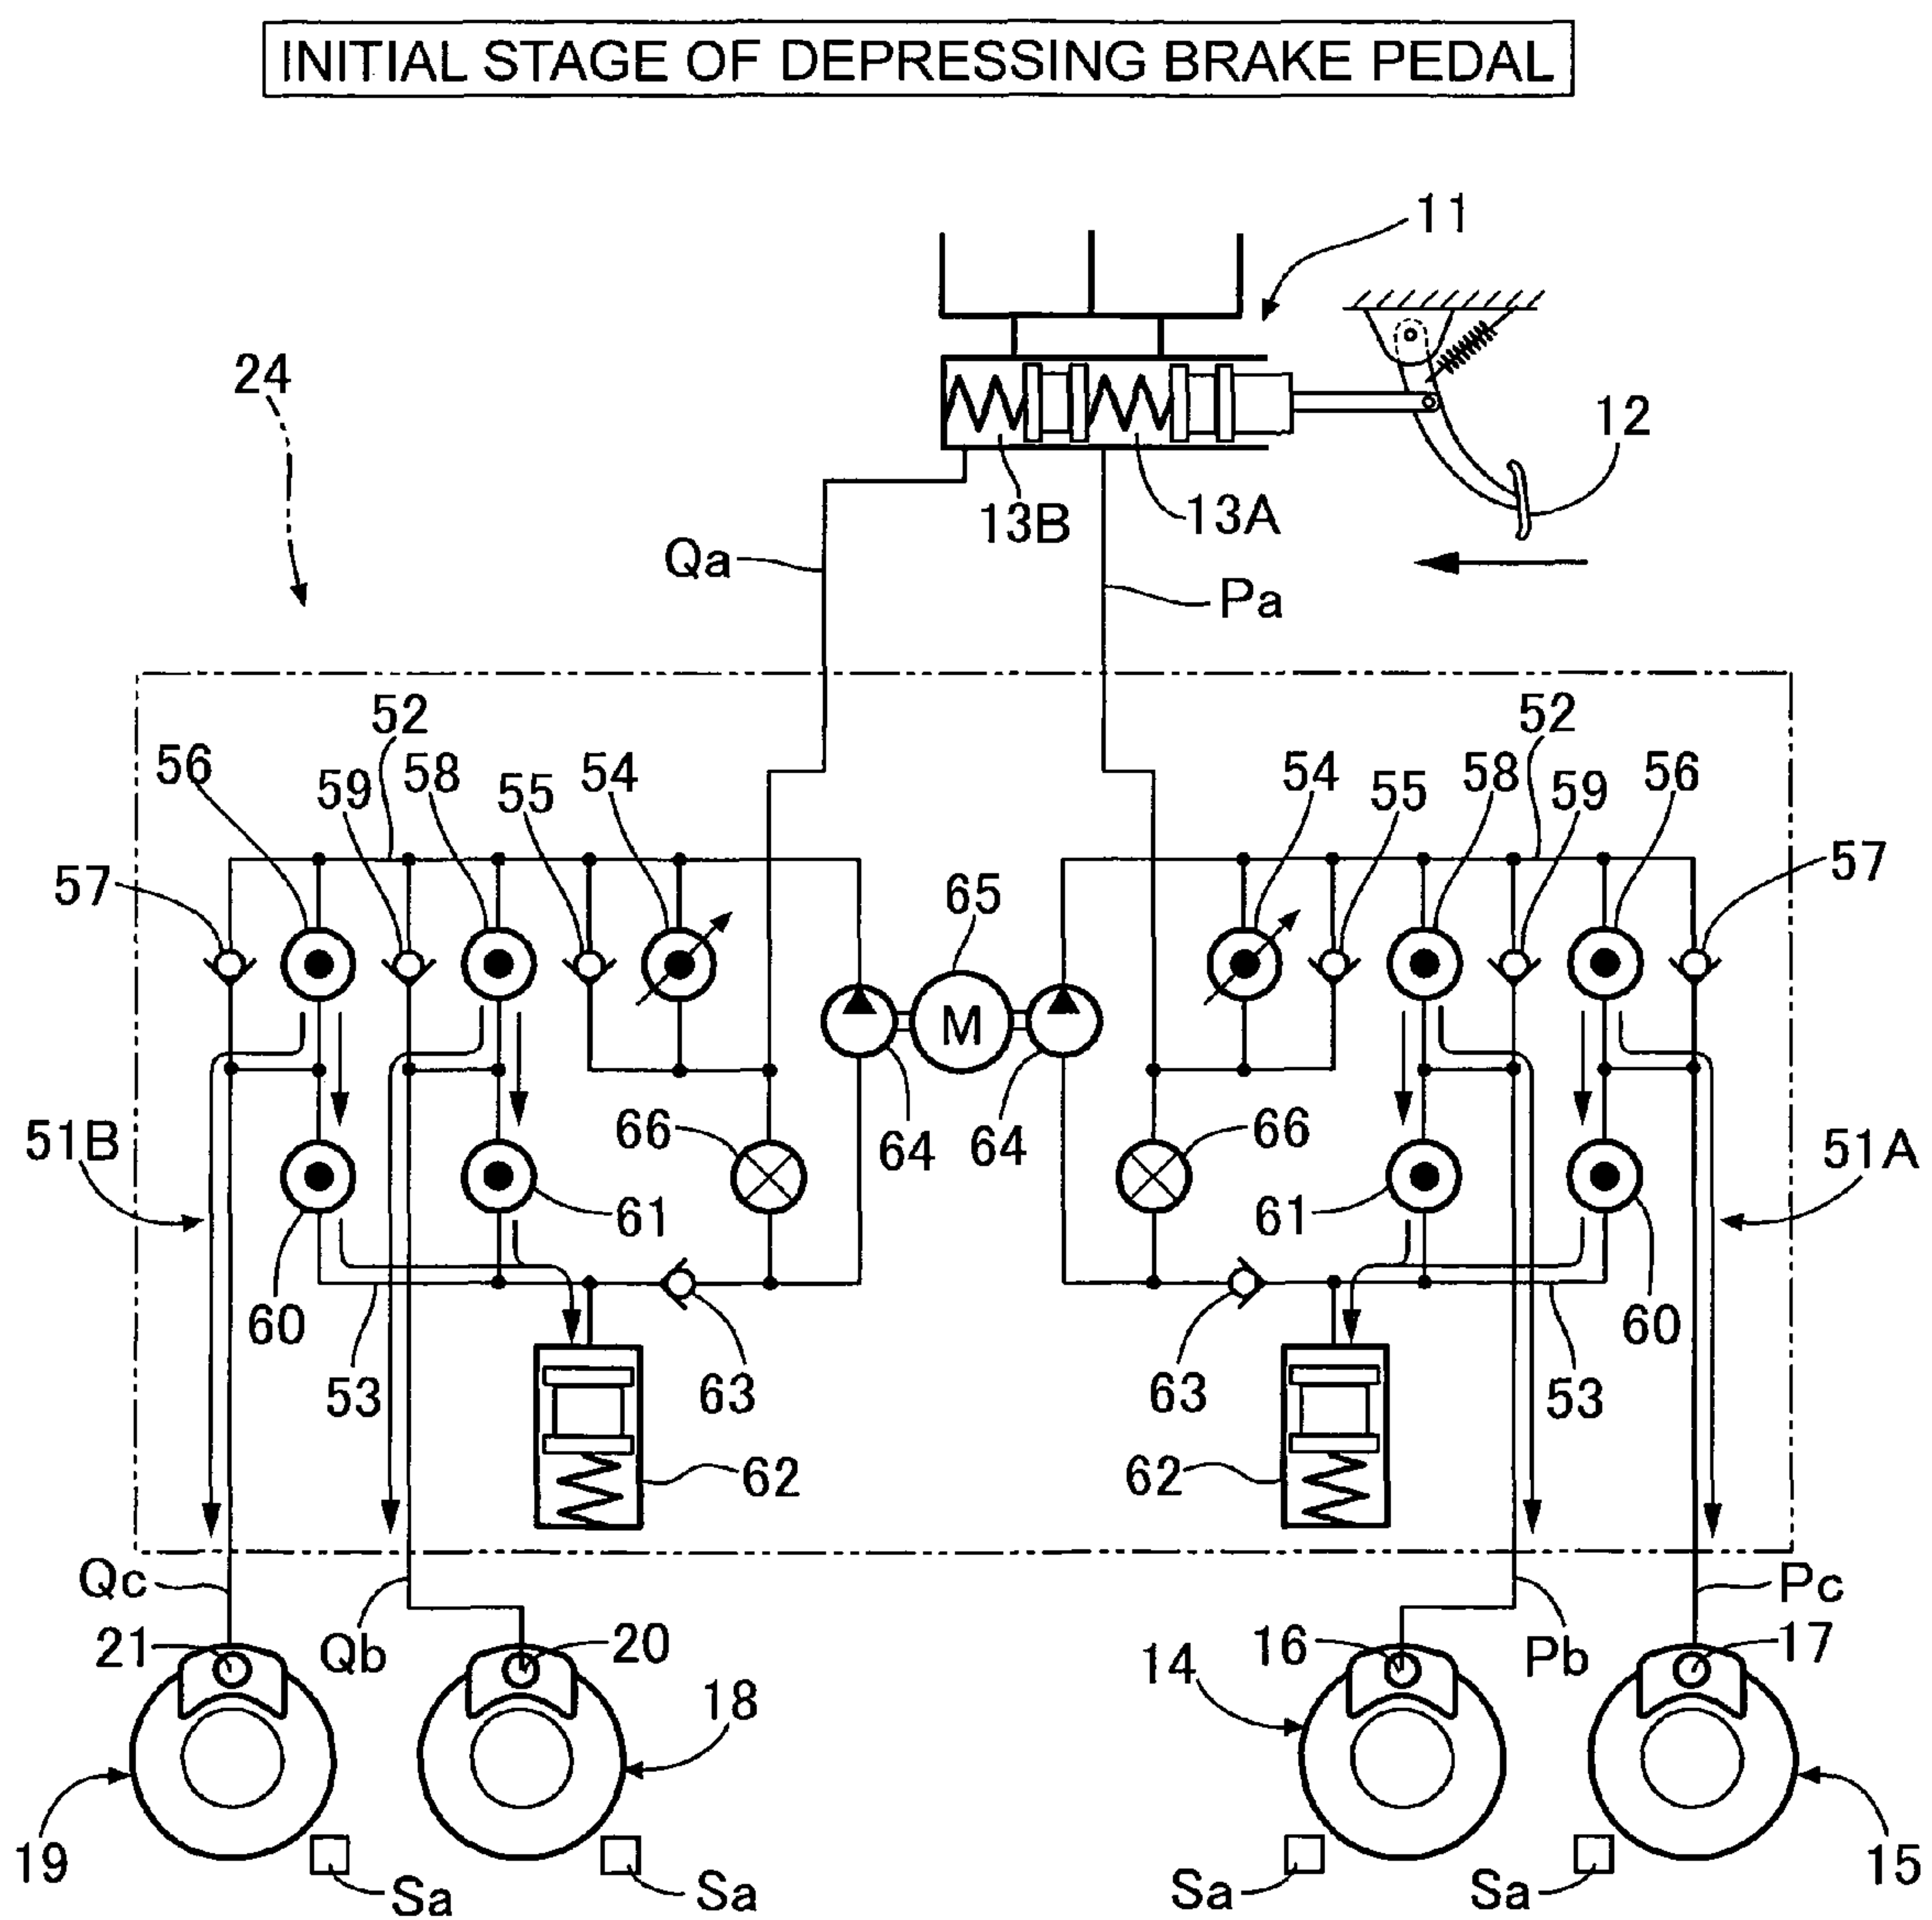 INITIAL STAGE OF DEPRESSING BRAKE PEDAL
11
24
12
13B
13A
Qa
Pa
52
52
56
59
58
55
54
54
55
58
59
56
57
65
57
M
51B
66
64
64
66
51A
61
61
60
60
53
63
63
53
62
62
Qc
Pc
21
Qb
20
16
Pb
17
14
18
19
15
Sa
Sa
Sa
Sa